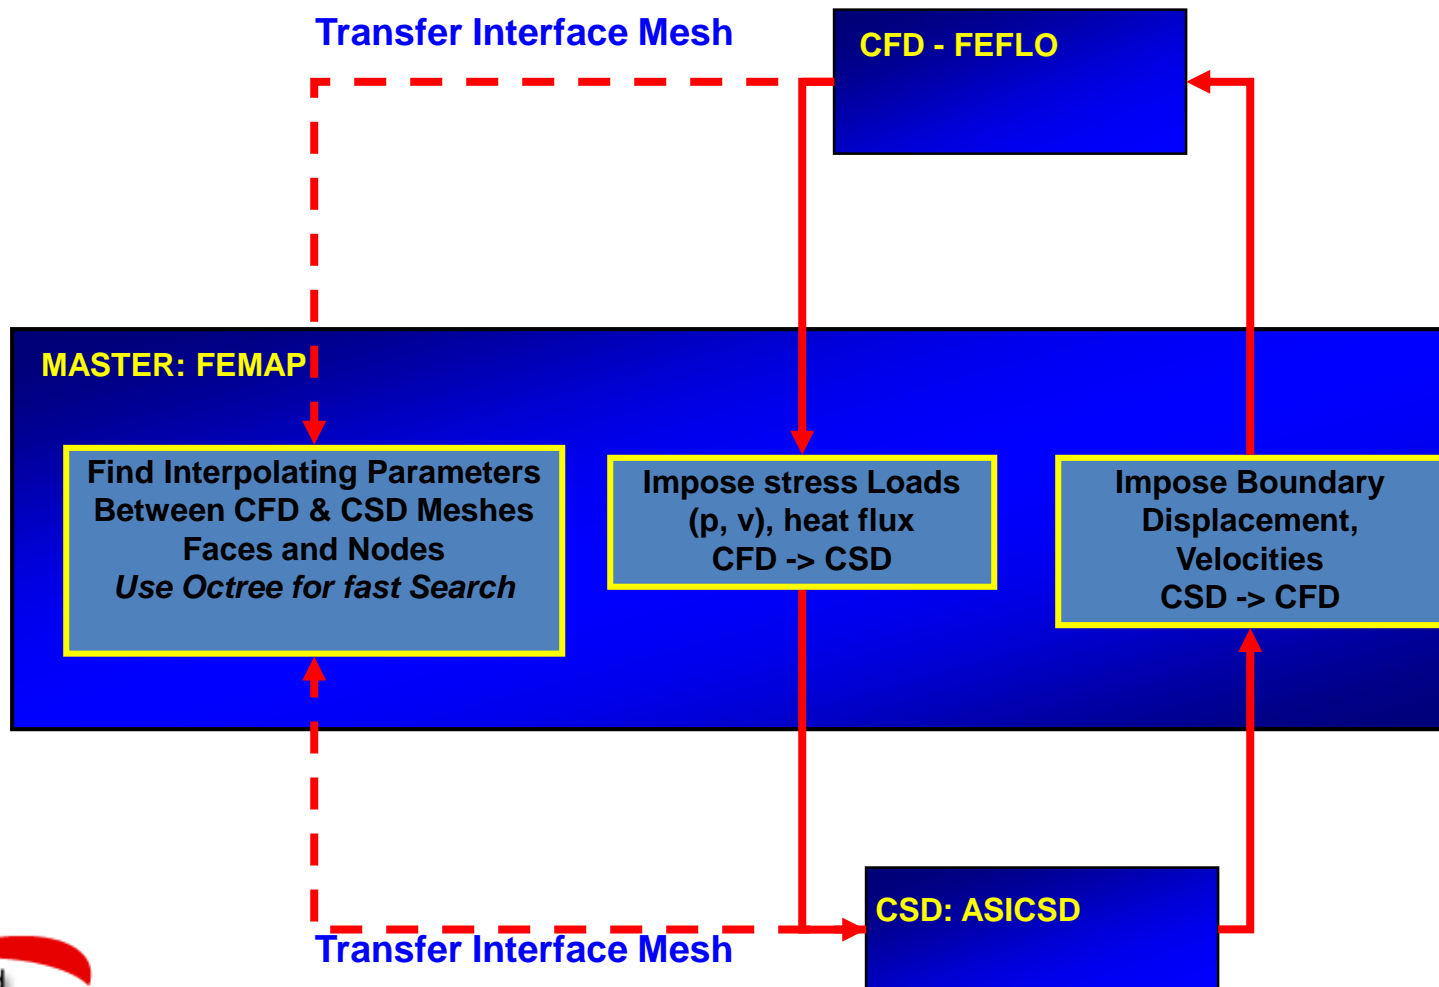 Transfer Interface Mesh
CFD - FEFLO
MASTER: FEMAP
Find Interpolating Parameters
Between CFD & CSD Meshes
Faces and Nodes
Use Octree for fast Search
Impose stress Loads
(p, v), heat flux
CFD -> CSD
Impose Boundary
Displacement,
Velocities
CSD -> CFD
CSD: ASICSD
Transfer Interface Mesh